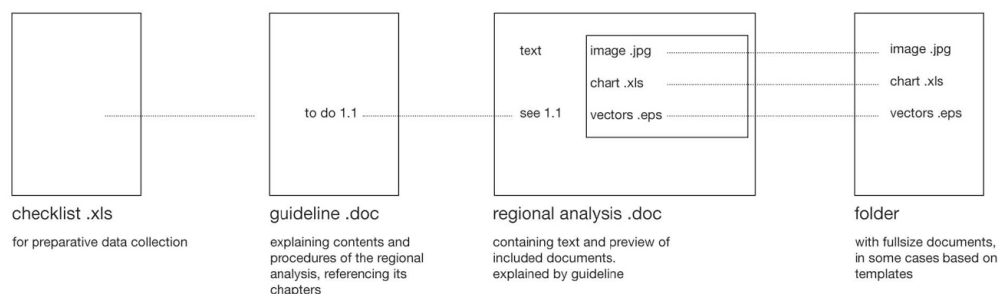 text
image .jpg
image .jpg
chart .xls
chart .xls
to do 1.1
see 1.1
vectors .eps
vectors .eps
checklist .xls
for preparative data collection
guideline .doc
explaining contents and
procedures of the regional
analysis, referencing its
chapters
regional analysis .doc
containing text and preview of
included documents.
explained by guideline
folder
with fullsize documents,
in some cases based on
templates